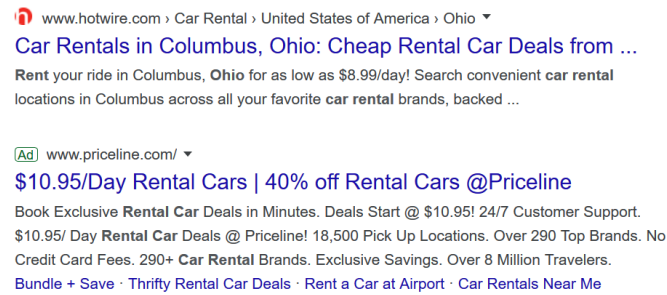 www.hotwire.com › Car Rental › United States of America › Ohio
Car Rentals in Columbus, Ohio: Cheap Rental Car Deals from ...
Rent your ride in Columbus, Ohio for as low as $8.99/day! Search convenient car rental
locations in Columbus across all your favorite car rental brands, backed ...
Ad www.priceline.com/
$10.95/Day Rental Cars | 40% off Rental Cars @Priceline
Book Exclusive Rental Car Deals in Minutes. Deals Start @ $10.95! 24/7 Customer Support.
$10.95/ Day Rental Car Deals @ Priceline! 18,500 Pick Up Locations. Over 290 Top Brands. No
Credit Card Fees. 290+ Car Rental Brands. Exclusive Savings. Over 8 Million Travelers.
Bundle + Save · Thrifty Rental Car Deals · Rent a Car at Airport · Car Rentals Near Me